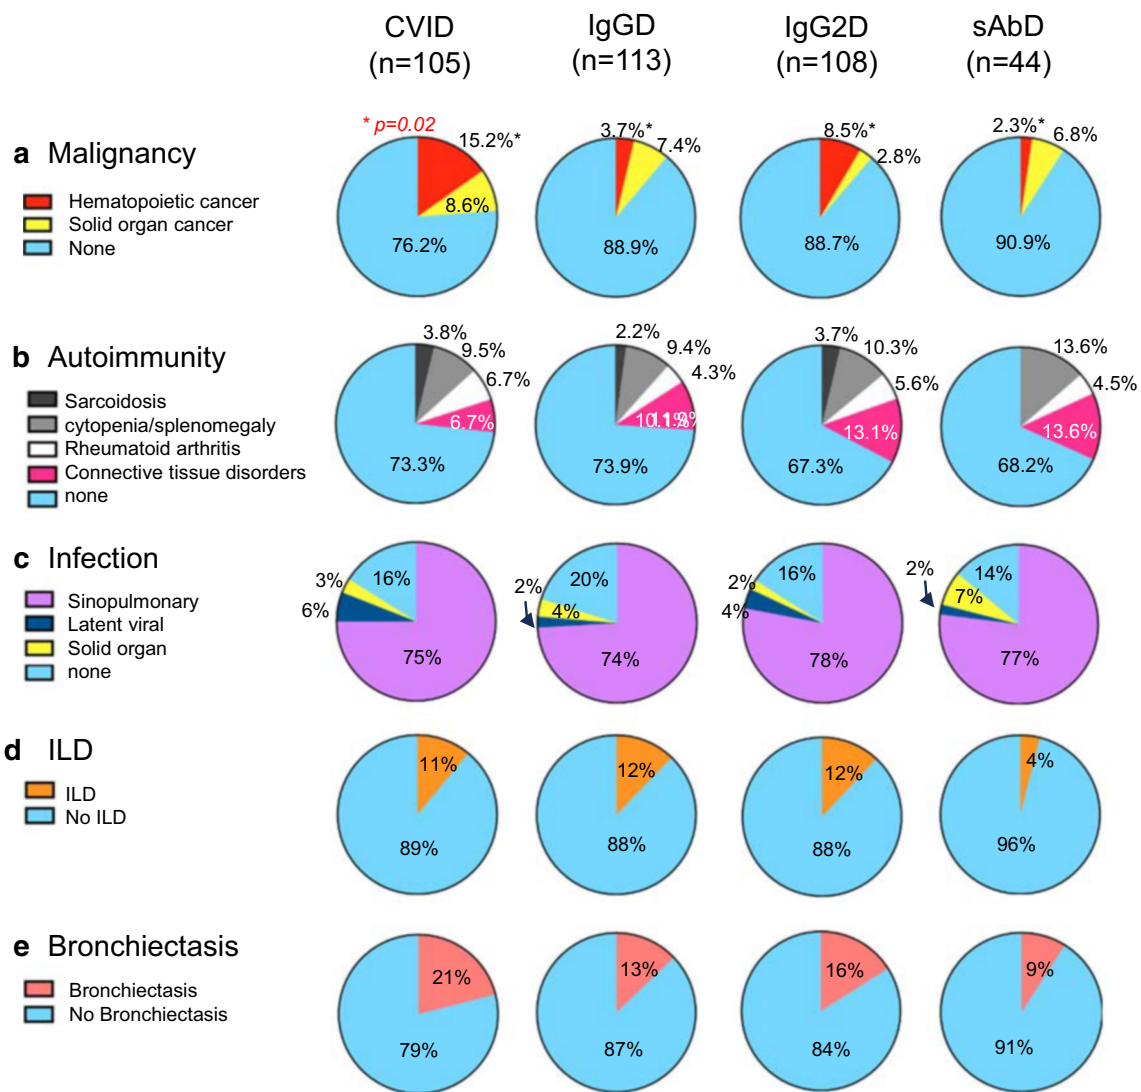 CVID IgGD IgG2D sAbD
(n=105) (n=113) (n=108) (n=44)
* p=0.02
a Malignancy
Hematopoietic cancer
Solid organ cancer
None
15.2%*
8.6%
76.2%
3.7%*
7.4%
88.9%
8.5%*
2.8%
88.7%
2.3%*
6.8%
90.9%
b Autoimmunity
Sarcoidosis
cytopenia/splenomegaly
Rheumatoid arthritis
Connective tissue disorders
none
3.8%
9.5%
6.7%
6.7%
73.3%
2.2%
9.4%
4.3%
73.9%
3.7%
10.3%
5.6%
13.1%
67.3%
13.6%
4.5%
13.6%
68.2%
c Infection
Sinopulmonary
Latent viral
Solid organ
none
3%
16%
6%
75%
2%
20%
4%
74%
2%
16%
4%
78%
2%
14%
7%
77%
d ILD
ILD
No ILD
11%
89%
12%
88%
12%
88%
4%
96%
e Bronchiectasis
Bronchiectasis
No Bronchiectasis
21%
79%
13%
87%
16%
84%
9%
91%